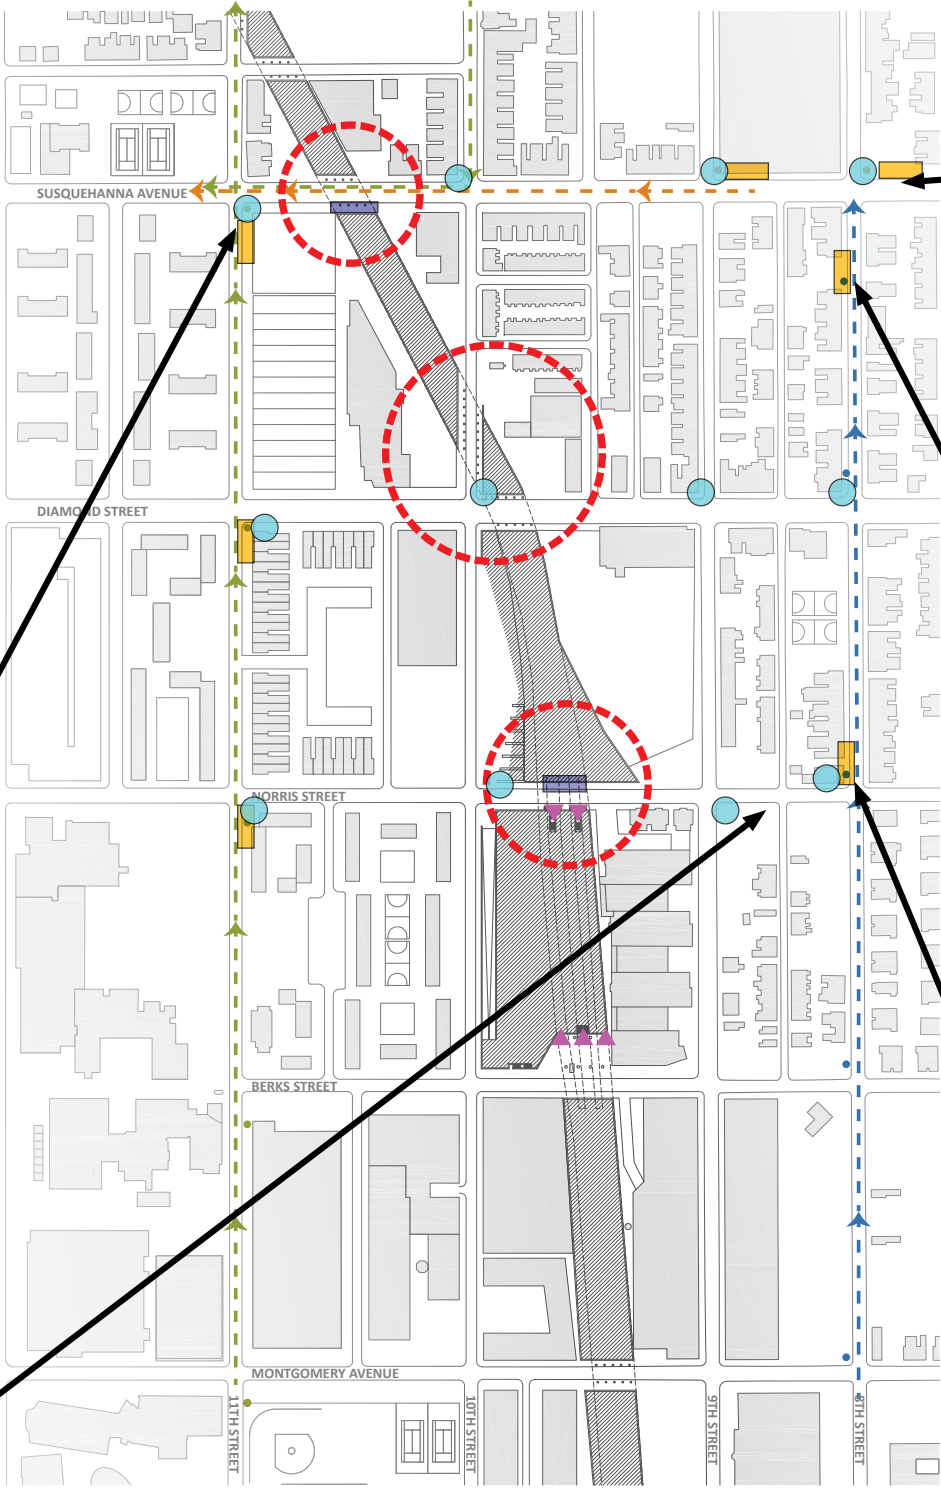 SUSQUEHANNA AVENUE
DIAMOND STREET
NORRIS STREET
BERKS STREET
MONTGOMERY AVENUE
11TH STREET
10TH STREET
9TH STREET
8TH STREET